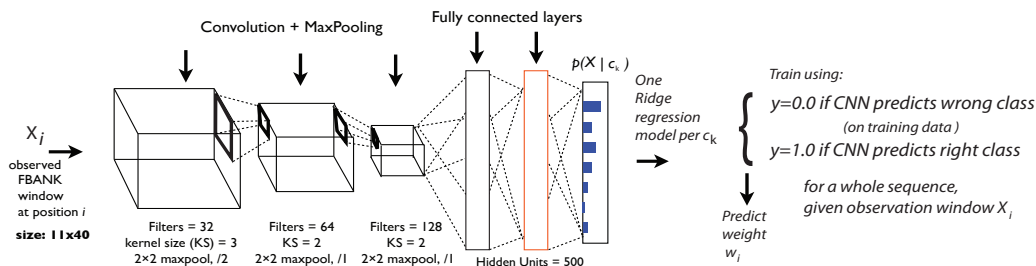 Convolution + MaxPooling
Fully connected layers
X_i
observed
FBANK
window
at position i
size: 11x40
Filters = 32
kernel size (KS) = 3
2×2 maxpool, /2
Filters = 64
KS = 2
2×2 maxpool, /1
Filters = 128
KS = 2
2×2 maxpool, /1
Hidden Units = 500
p(X | c_k )
One
Ridge
regression
model per c_k
Train using:
y=0.0 if CNN predicts wrong class
(on training data )
y=1.0 if CNN predicts right class
for a whole sequence,
given observation window X_i
Predict
weight
w_i